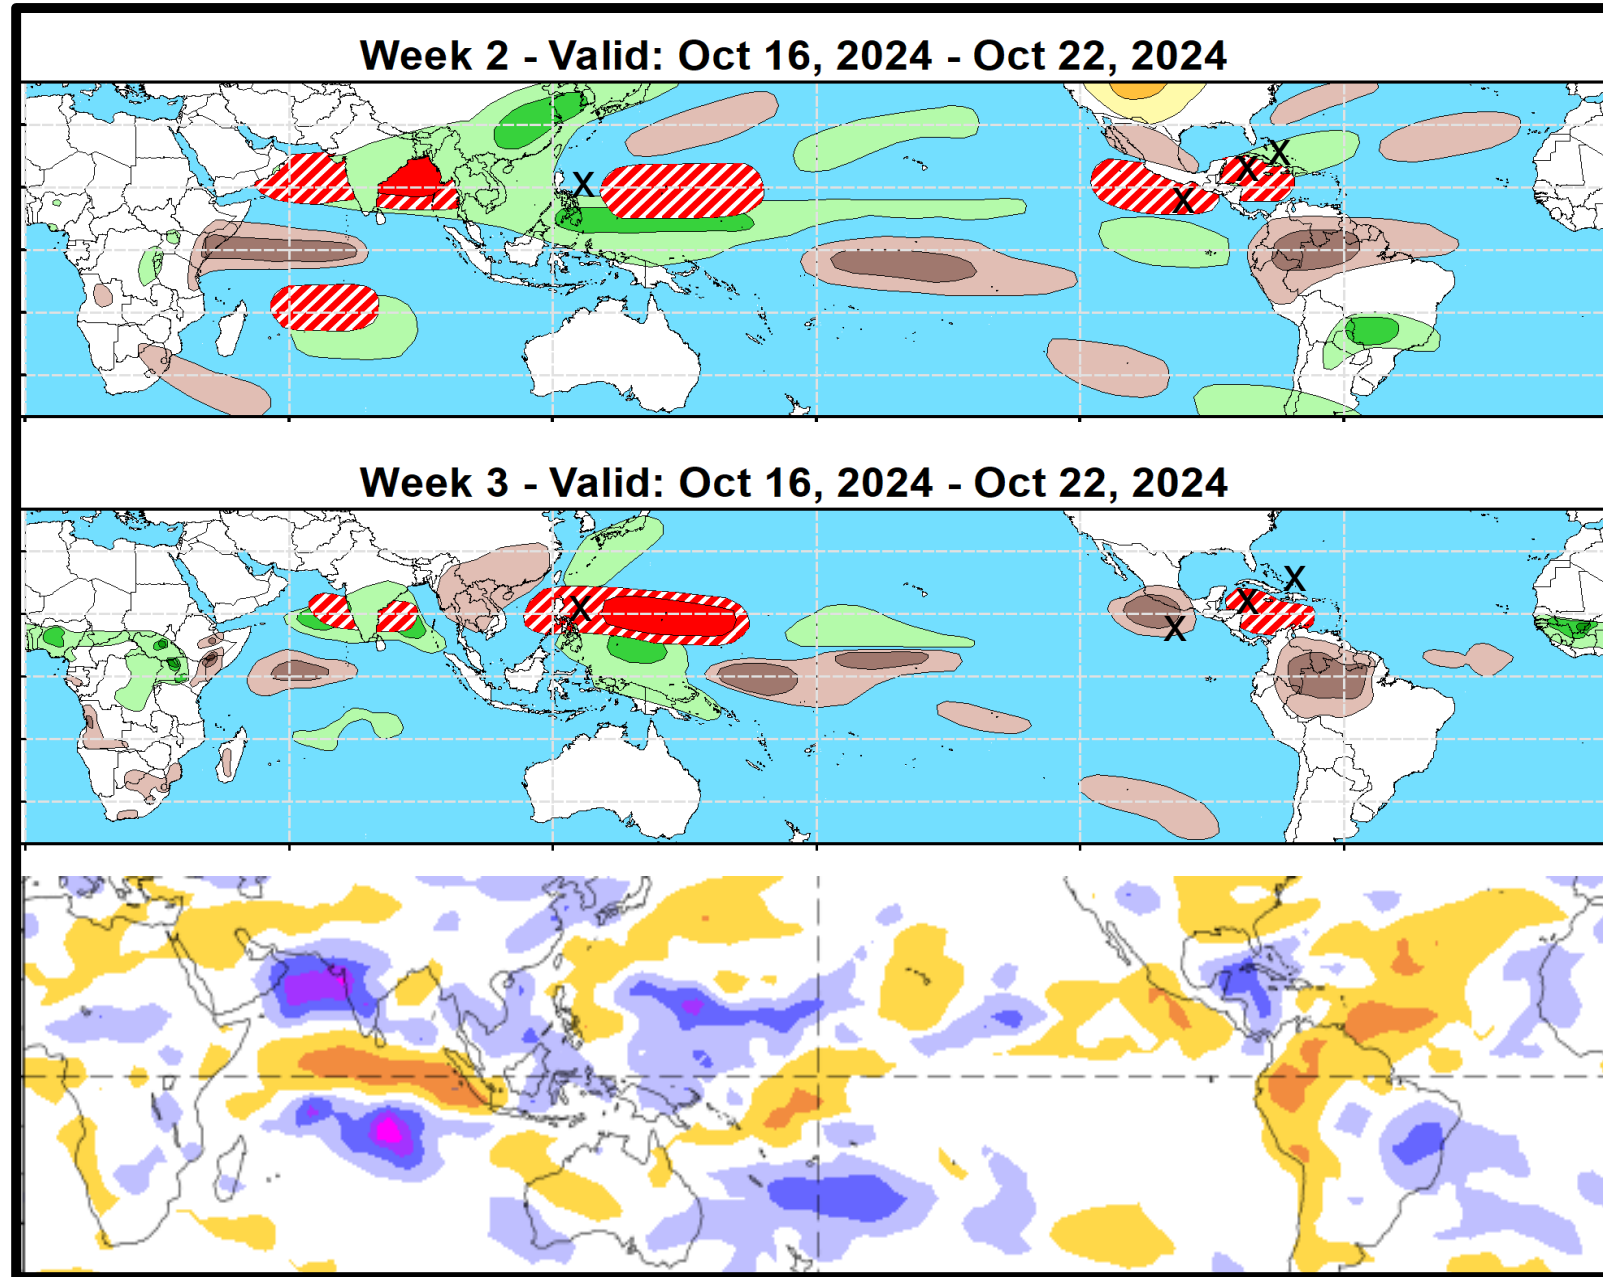 Week 2 - Valid: Oct 16, 2024 - Oct 22, 2024
X
X
X
X
Week 3 - Valid: Oct 16, 2024 - Oct 22, 2024
X
X
X
X